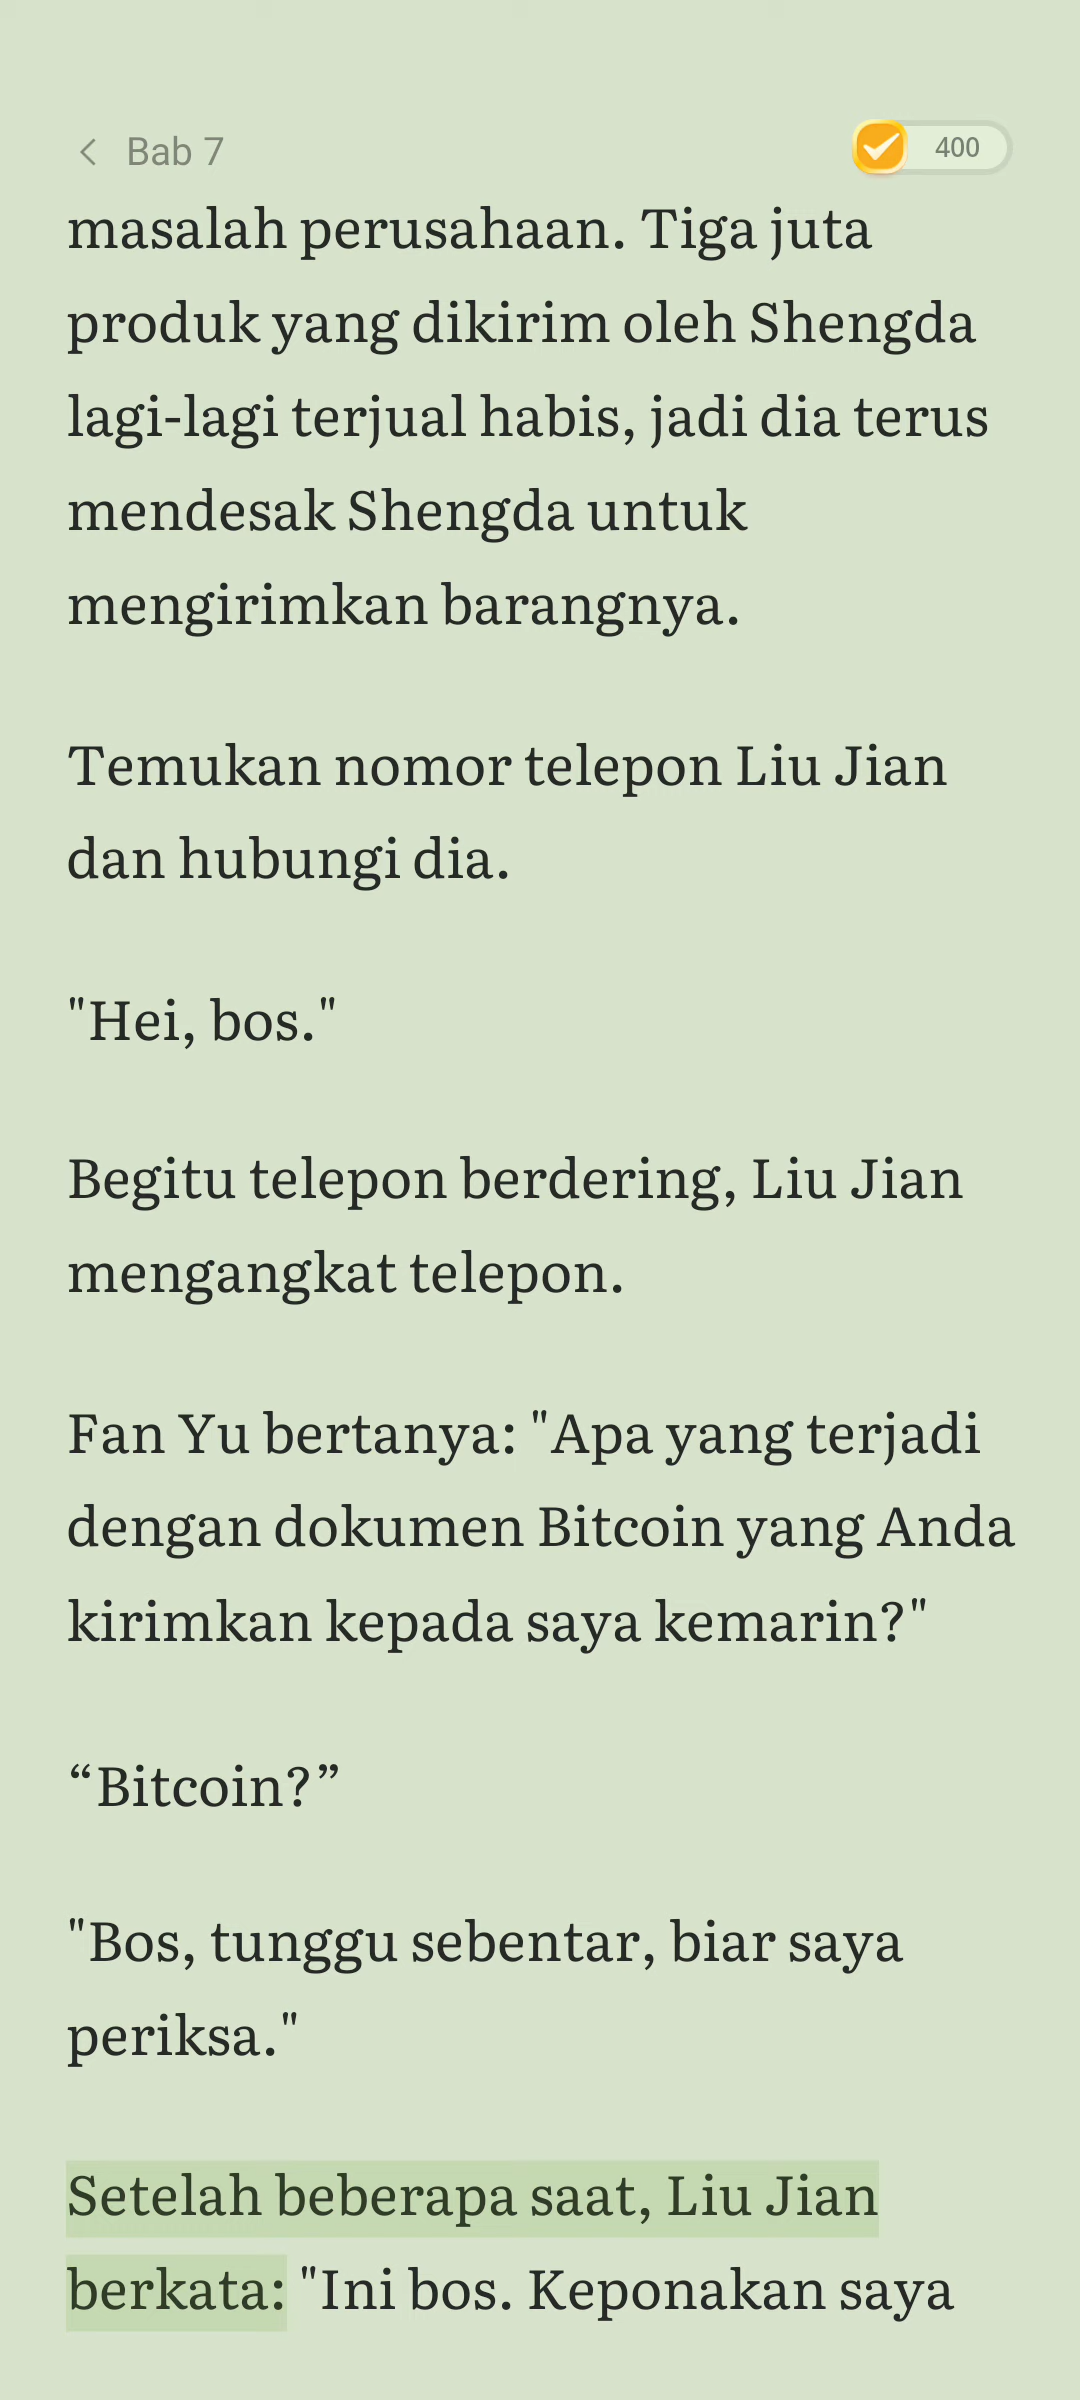 Bab 7
400
masalah perusahaan. Tiga juta
produk yang dikirim oleh Shengda
lagi-lagi terjual habis, jadi dia terus
mendesak Shengda untuk
mengirimkan barangnya.
Temukan nomor telepon Liu Jian
dan hubungi dia.
"Hei, bos."
Begitu telepon berdering, Liu Jian
mengangkat telepon.
Fan Yu bertanya: "Apa yang terjadi
dengan dokumen Bitcoin yang Anda
kirimkan kepada saya kemarin?"
“Bitcoin?”
"Bos, tunggu sebentar, biar saya
periksa."
Setelah beberapa saat, Liu Jian
berkata: "Ini bos. Keponakan saya